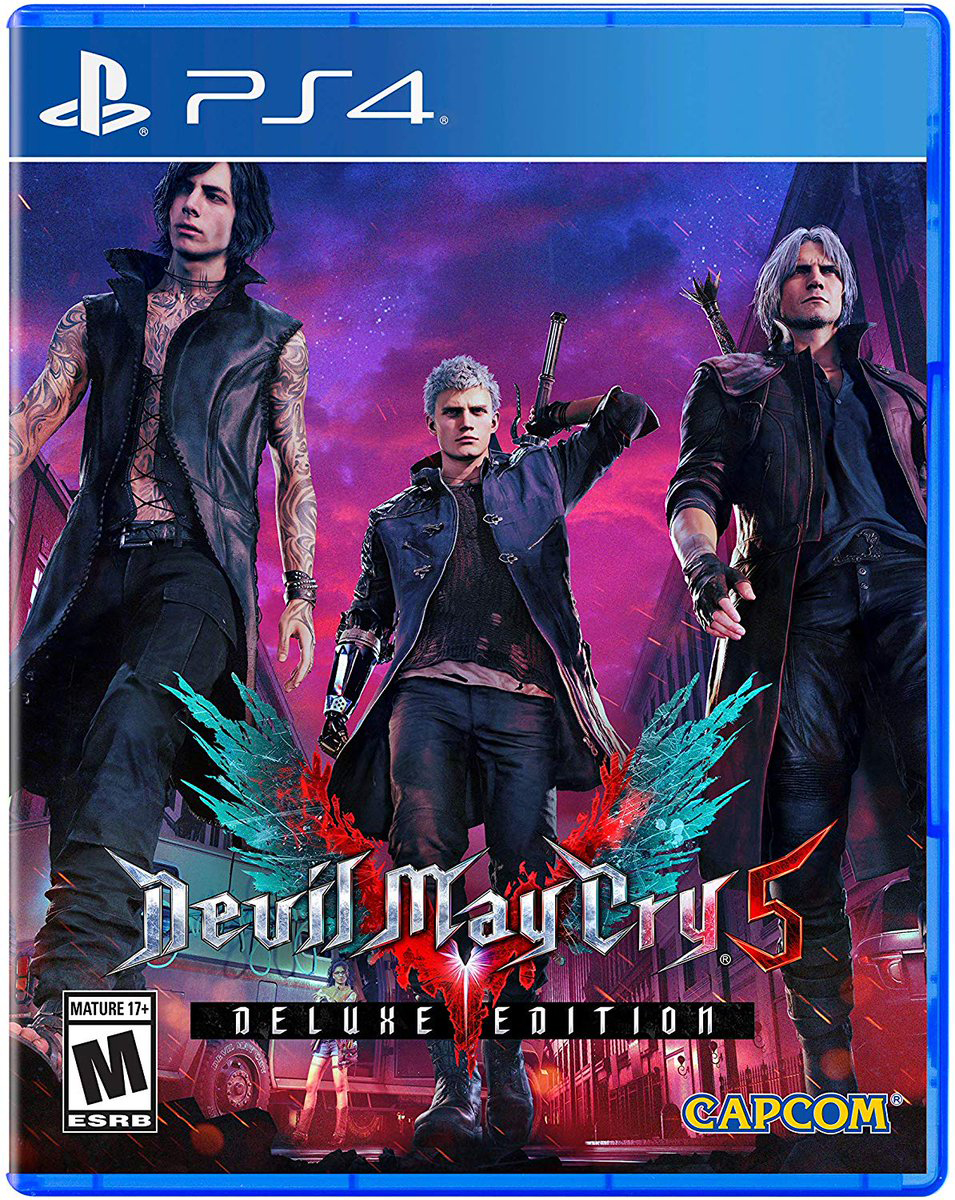 PS4®
Devil May Cry 5®
DELUXE EDITION
MATURE 17+
M
ESRB
CAPCOM®